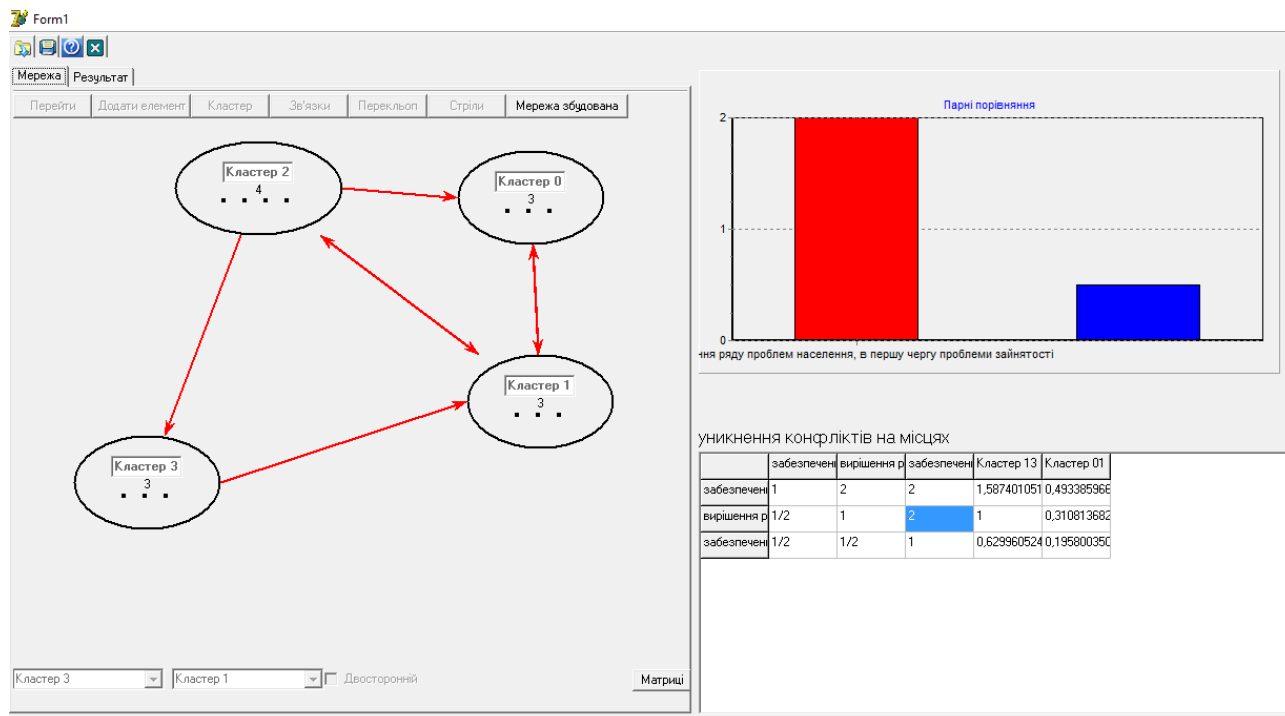 Form1
Мережа Результат
Перейти Додати елемент Кластер Зв'язки Перекльоп Стріли Мережа збудована
Кластер 2
4
Кластер 0
3
Кластер 1
3
Кластер 3
3
Кластер 3 Кластер 1 Двосторонній Матриці
Парні порівняння
2
1
0
ння ряду проблем населення, в першу чергу проблеми зайнятості
уникнення конфліктів на місцях
забезпечені вирішення р забезпечені Кластер 13 Кластер 01
забезпечені 1 2 2 1,587401051 0,493385966
вирішення р 1/2 1 2 1 0,310813682
забезпечені 1/2 1/2 1 0,629960524 0,195800350